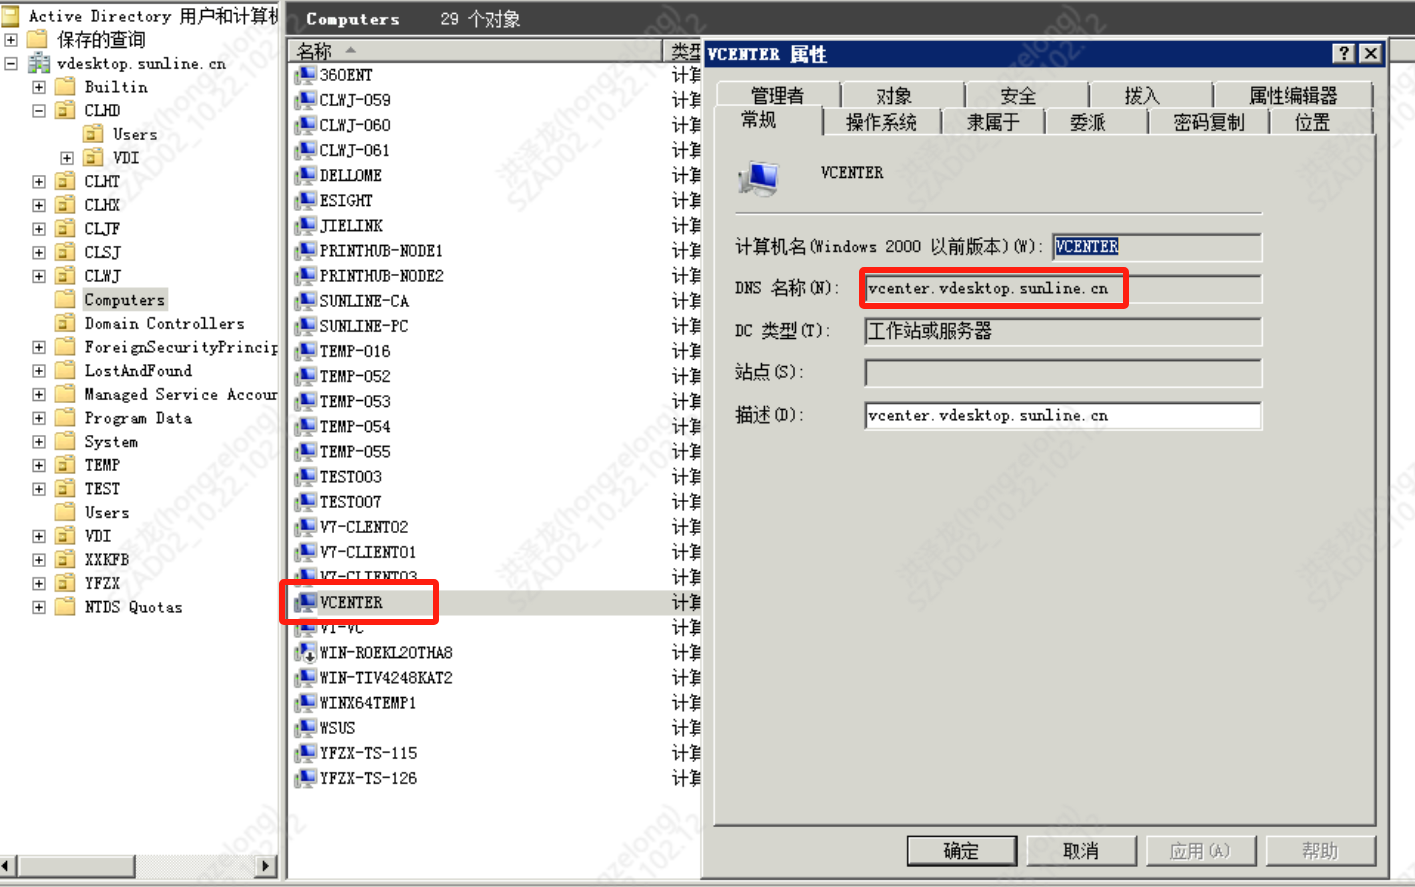 Active Directory 用户和计算机
保存的查询
vdesktop.sunline.cn
Builtin
CLHD
Users
VDI
CLHT
CLHX
CLJF
CLSJ
CLWJ
Computers
Domain Controllers
ForeignSecurityPrincip
LostAndFound
Managed Service Accour
Program Data
System
TEMP
TEST
Users
VDI
XXKFB
YFZX
NTDS Quotas
Computers 29 个对象
名称 类型
360ENT 计算
CLWJ-059 计算
CLWJ-060 计算
CLWJ-061 计算
DELLOME 计算
ESIGHT 计算
JIELINK 计算
PRINTHUB-NODE1 计算
PRINTHUB-NODE2 计算
SUNLINE-CA 计算
SUNLINE-PC 计算
TEMP-016 计算
TEMP-052 计算
TEMP-053 计算
TEMP-054 计算
TEMP-055 计算
TEST003 计算
TEST007 计算
V7-CLENT02 计算
V7-CLIENT01 计算
V7-CLIENT03 计算
VCENTER 计算
VT-VC 计算
WIN-ROEKL2OTHA8 计算
WIN-TIV4248KAT2 计算
WINX64TEMP1 计算
WSUS 计算
YFZX-TS-115 计算
YFZX-TS-126 计算
VCENTER 属性
管理者 对象 安全 拨入 属性编辑器
常规 操作系统 隶属于 委派 密码复制 位置
VCENTER
计算机名(Windows 2000 以前版本)(W): VCENTER
DNS 名称(N): vcenter.vdesktop.sunline.cn
DC 类型(T): 工作站或服务器
站点(S):
描述(D): vcenter.vdesktop.sunline.cn
确定 取消 应用(A) 帮助